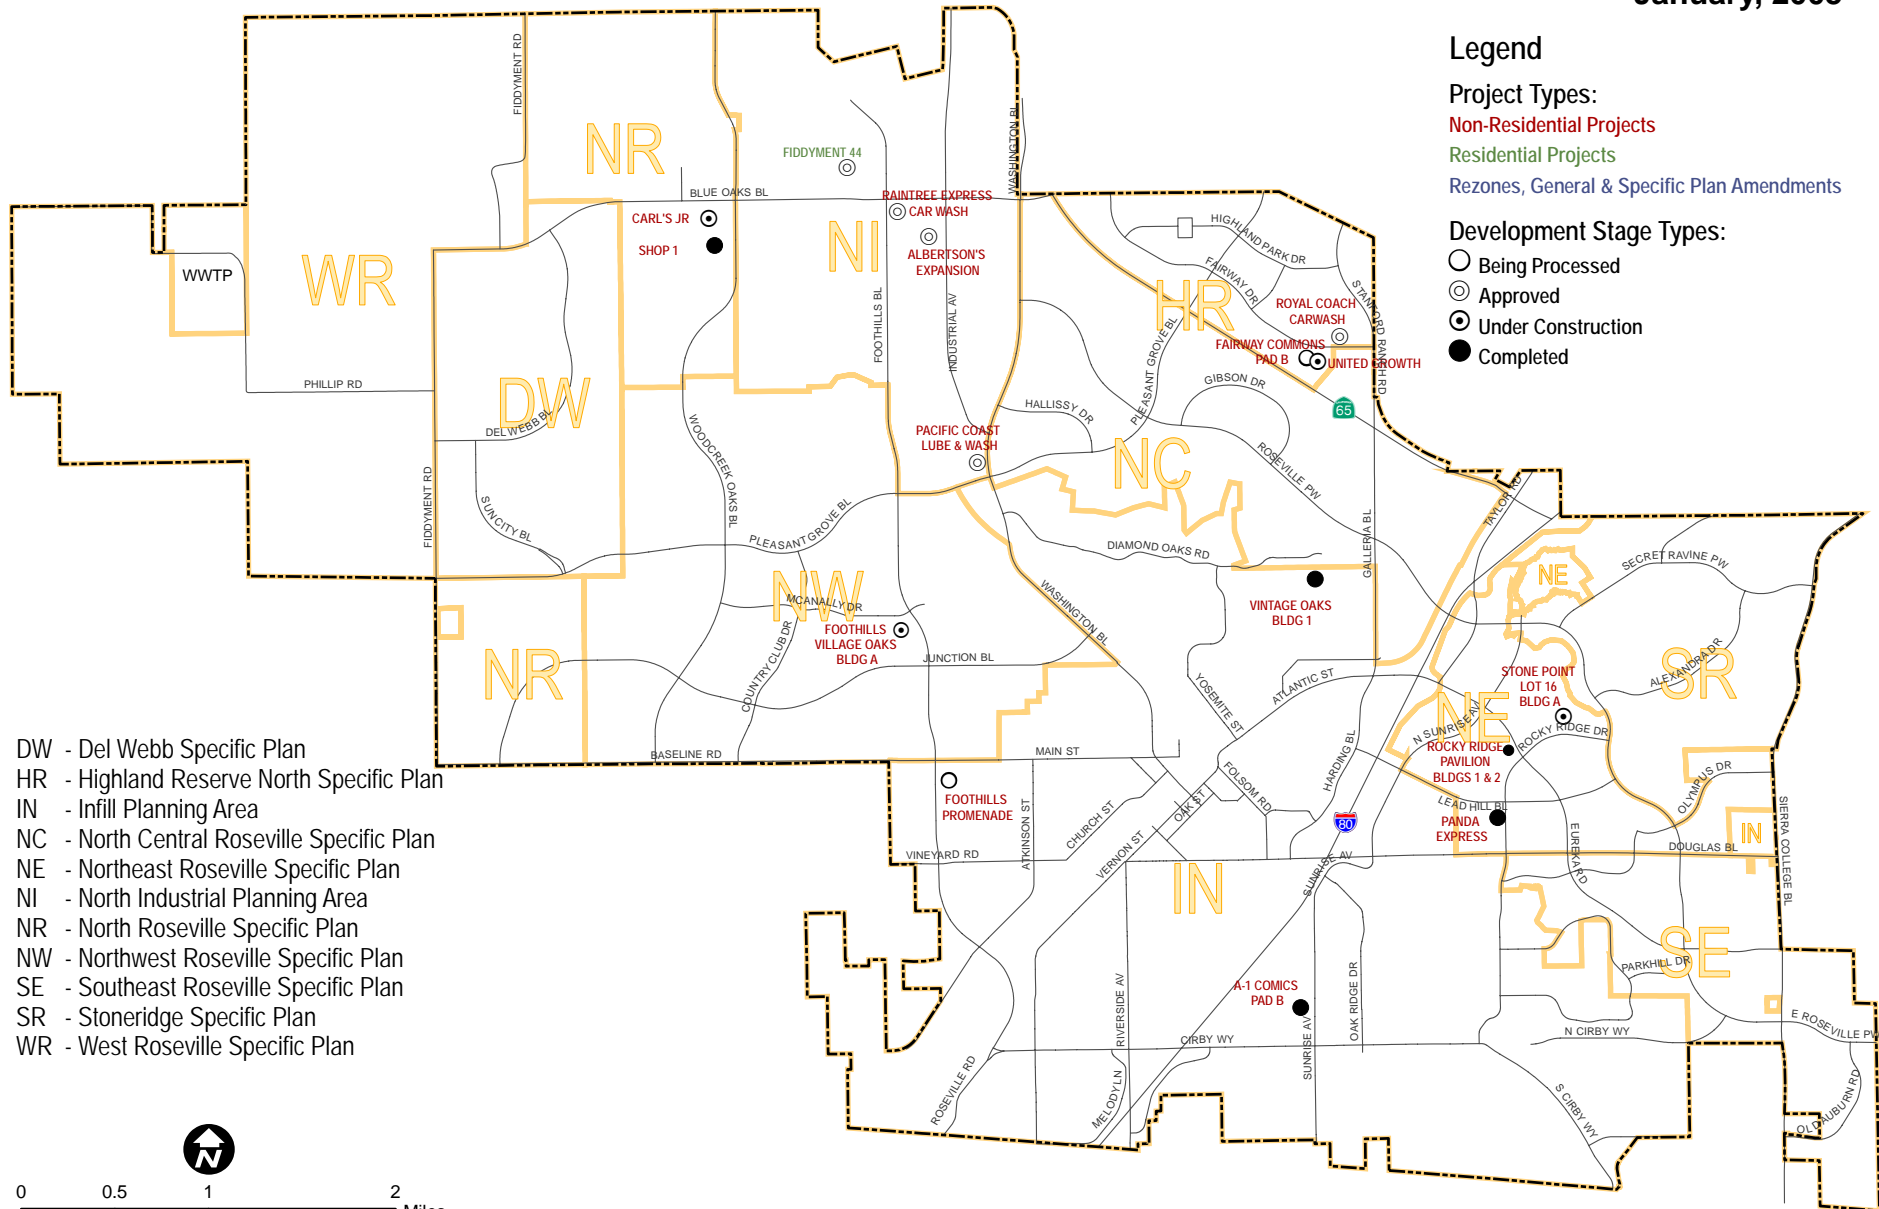 Legend
Project Types:
Non-Residential Projects
Residential Projects
Rezones, General & Specific Plan Amendments
Development Stage Types:
Being Processed
Approved
Under Construction
Completed
FIDDYMENT RD
NR
FIDDYMENT 44
WASHINGTON BL
BLUE OAKS BL
RAINTREE EXPRESS
CAR WASH
CARL'S JR
SHOP 1
NI
ALBERTSON'S
EXPANSION
WWTP
WR
HIGHLAND PARK DR
FAIRWAY DR
HR
ROYAL COACH
CARWASH
STANFORD RANCH RD
FOOTHILLS BL
INDUSTRIAL AV
FAIRWAY COMMONS
PAD B
UNITED GROWTH
PLEASANT GROVE BL
GIBSON DR
65
PHILLIP RD
DW
DEL WEBB BL
HALLISSY DR
PACIFIC COAST
LUBE & WASH
NC
ROSEVILLE PW
WOODCREEK OAKS BL
FIDDYMENT RD
SUN CITY BL
PLEASANT GROVE BL
DIAMOND OAKS RD
GALLERIA BL
TAYLOR RD
SECRET RAVINE PW
NE
NW
MCANALLY DR
WASHINGTON BL
VINTAGE OAKS
BLDG 1
FOOTHILLS
VILLAGE OAKS
BLDG A
COUNTRY CLUB DR
JUNCTION BL
NR
YOSEMITE ST
ATLANTIC ST
STONE POINT
LOT 16
BLDG A
SR
ALEXANDRA DR
NE
N SUNRISE AV
ROCKY RIDGE DR
ROCKY RIDGE
PAVILION
BLDGS 1 & 2
BASELINE RD
MAIN ST
HARDING BL
FOLSOM RD
OAK ST
OLYMPUS DR
FOOTHILLS
PROMENADE
ATKINSON ST
CHURCH ST
VERNON ST
80
LEAD HILL BL
PANDA
EXPRESS
EUREKA RD
IN
SIERRA COLLEGE BL
DOUGLAS BL
VINEYARD RD
SUNRISE AV
IN
SE
PARKHILL DR
A-1 COMICS
PAD B
RIVERSIDE AV
OAK RIDGE DR
SUNRISE AV
CIRBY WY
N CIRBY WY
E ROSEVILLE PW
ROSEVILLE RD
MELODY LN
S CIRBY WY
OLD AUBURN RD
DW - Del Webb Specific Plan
HR - Highland Reserve North Specific Plan
IN - Infill Planning Area
NC - North Central Roseville Specific Plan
NE - Northeast Roseville Specific Plan
NI - North Industrial Planning Area
NR - North Roseville Specific Plan
NW - Northwest Roseville Specific Plan
SE - Southeast Roseville Specific Plan
SR - Stoneridge Specific Plan
WR - West Roseville Specific Plan
N
0 0.5 1 2
Miles